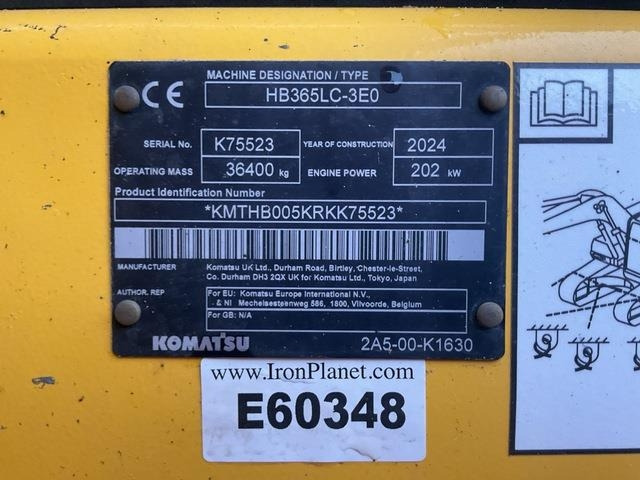 CE
MACHINE DESIGNATION / TYPE
HB365LC-3E0
SERIAL No. K75523 YEAR OF CONSTRUCTION 2024
OPERATING MASS 36400 kg ENGINE POWER 202 kW
Product Identification Number
*KMTHB005KRKK75523*
MANUFACTURER Komatsu UK Ltd., Durham Road, Birtley, Chester-le-Street,
Co. Durham DH3 2QX UK for Komatsu Ltd., Tokyo, Japan
AUTHOR. REP For EU: Komatsu Europe International N.V.,
& NI Mechelsesteenweg 586, 1800, Vilvoorde, Belgium
For GB: N/A
KOMATSU 2A5-00-K1630
www.IronPlanet.com
E60348